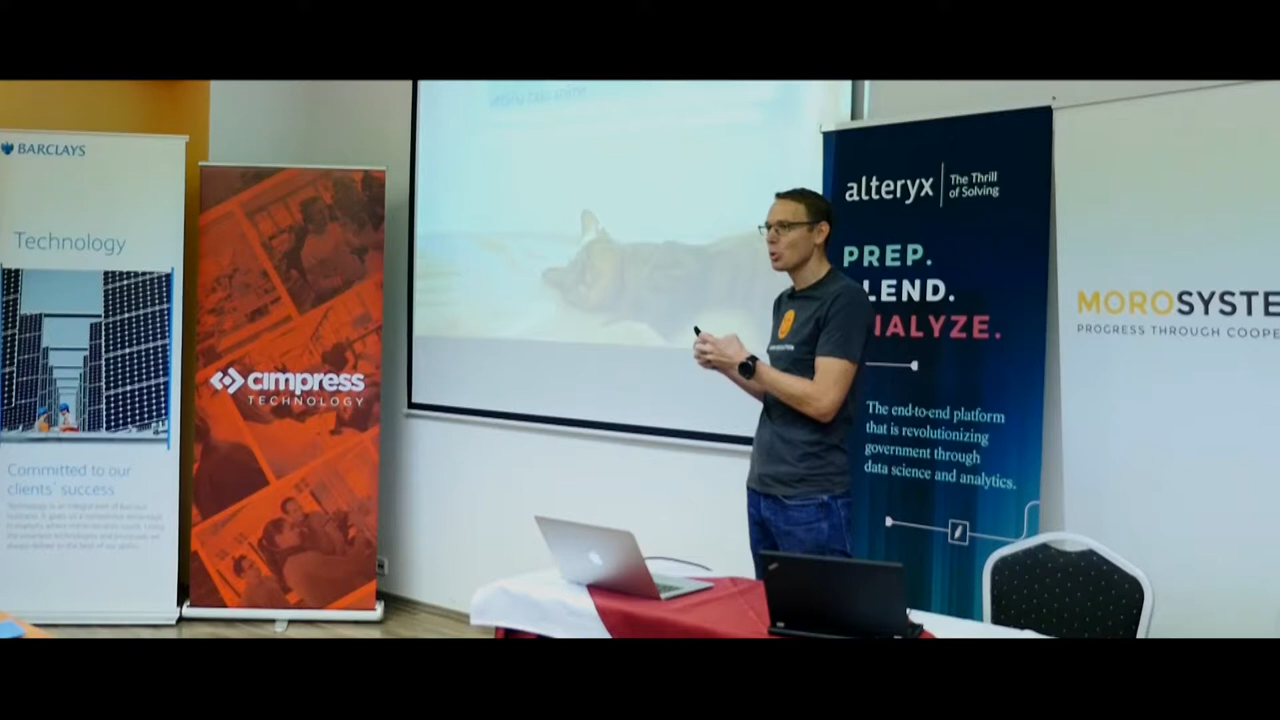 BARCLAYS
Technology
Committed to our
clients' success
cimpress
TECHNOLOGY
alteryx
The Thrill
of Solving
PREP.
LEND.
ALYZE.
The end-to-end platform
that is revolutionizing
government through
data science and analytics.
MOROSYSTE
PROGRESS THROUGH COOPE